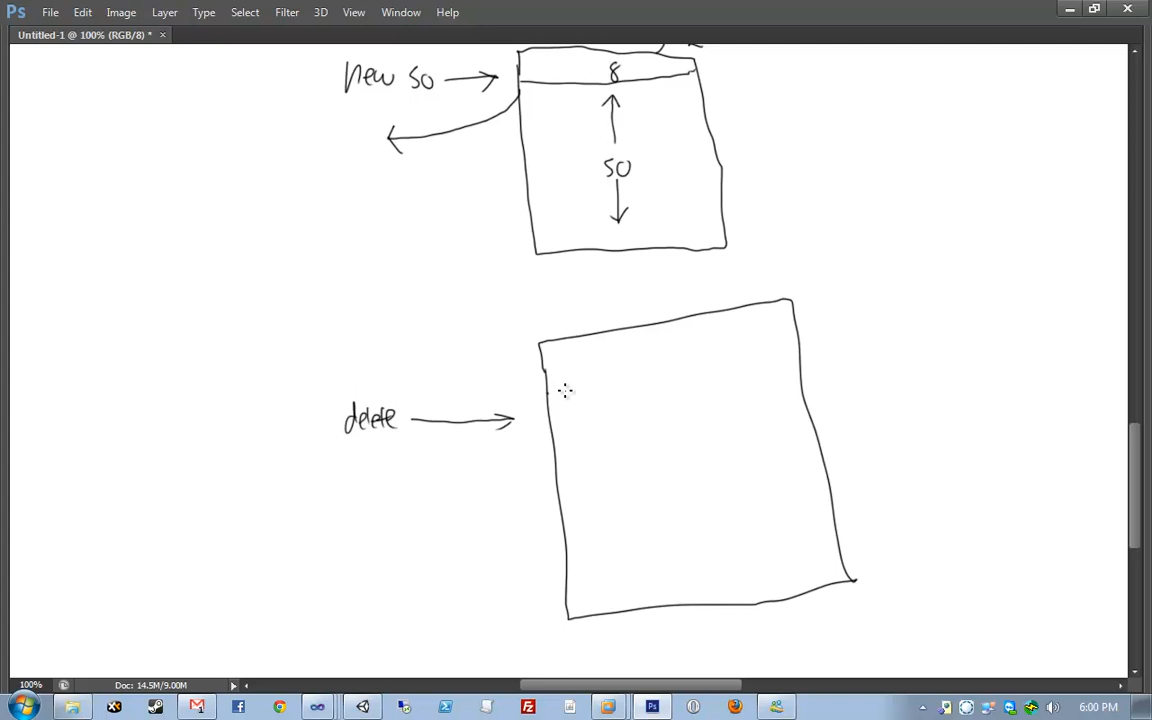 Ps File Edit Image Layer Type Select Filter 3D View Window Help
Untitled-1 @ 100% (RGB/8) * ×
new 50
8
50
delete
100% Doc: 14.5M/9.00M
6:00 PM